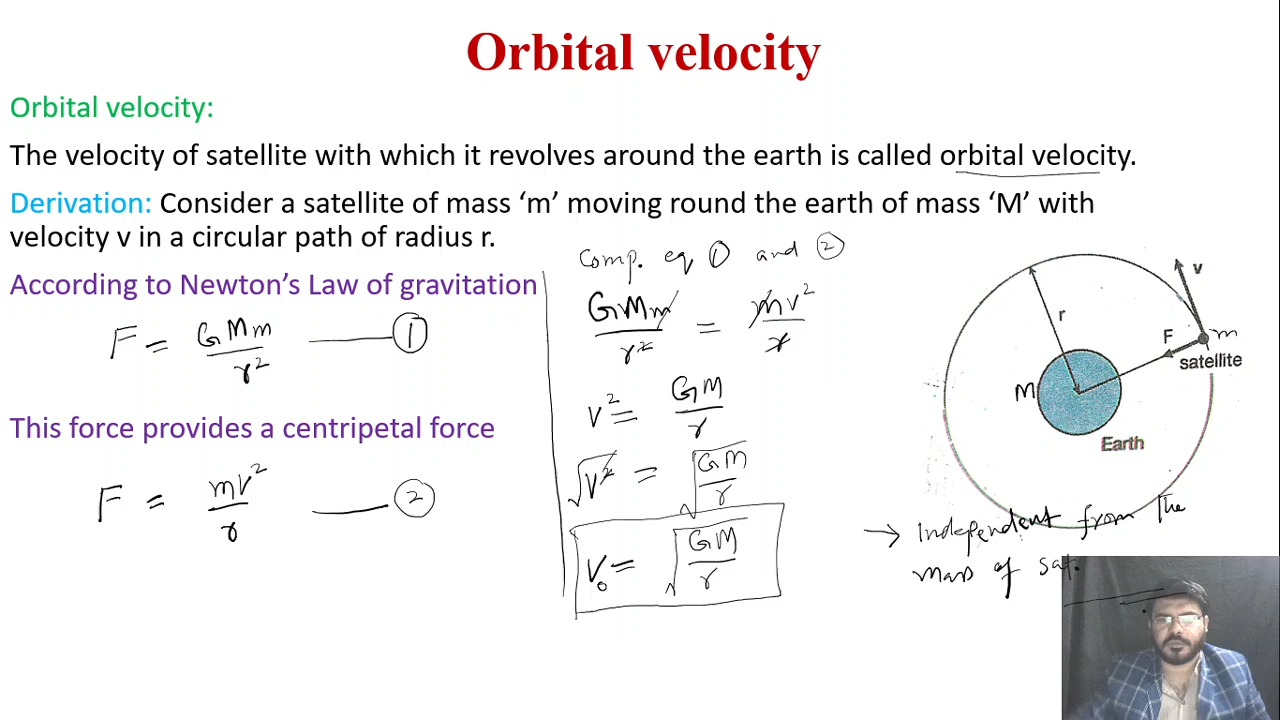 Orbital velocity
Orbital velocity:
The velocity of satellite with which it revolves around the earth is called orbital velocity.
Derivation: Consider a satellite of mass ‘m’ moving round the earth of mass ‘M’ with
velocity v in a circular path of radius r.
According to Newton’s Law of gravitation
F = GMm/r² ——— ①
This force provides a centripetal force
F = mv²/r ——— ②
Comp. eq ① and ②
GMm/r² = mv²/r
v² = GM/r
√v² = √(GM/r)
v₀ = √(GM/r)
v
r
F
m
satellite
M
Earth
→ Independent from the
mass of sat.